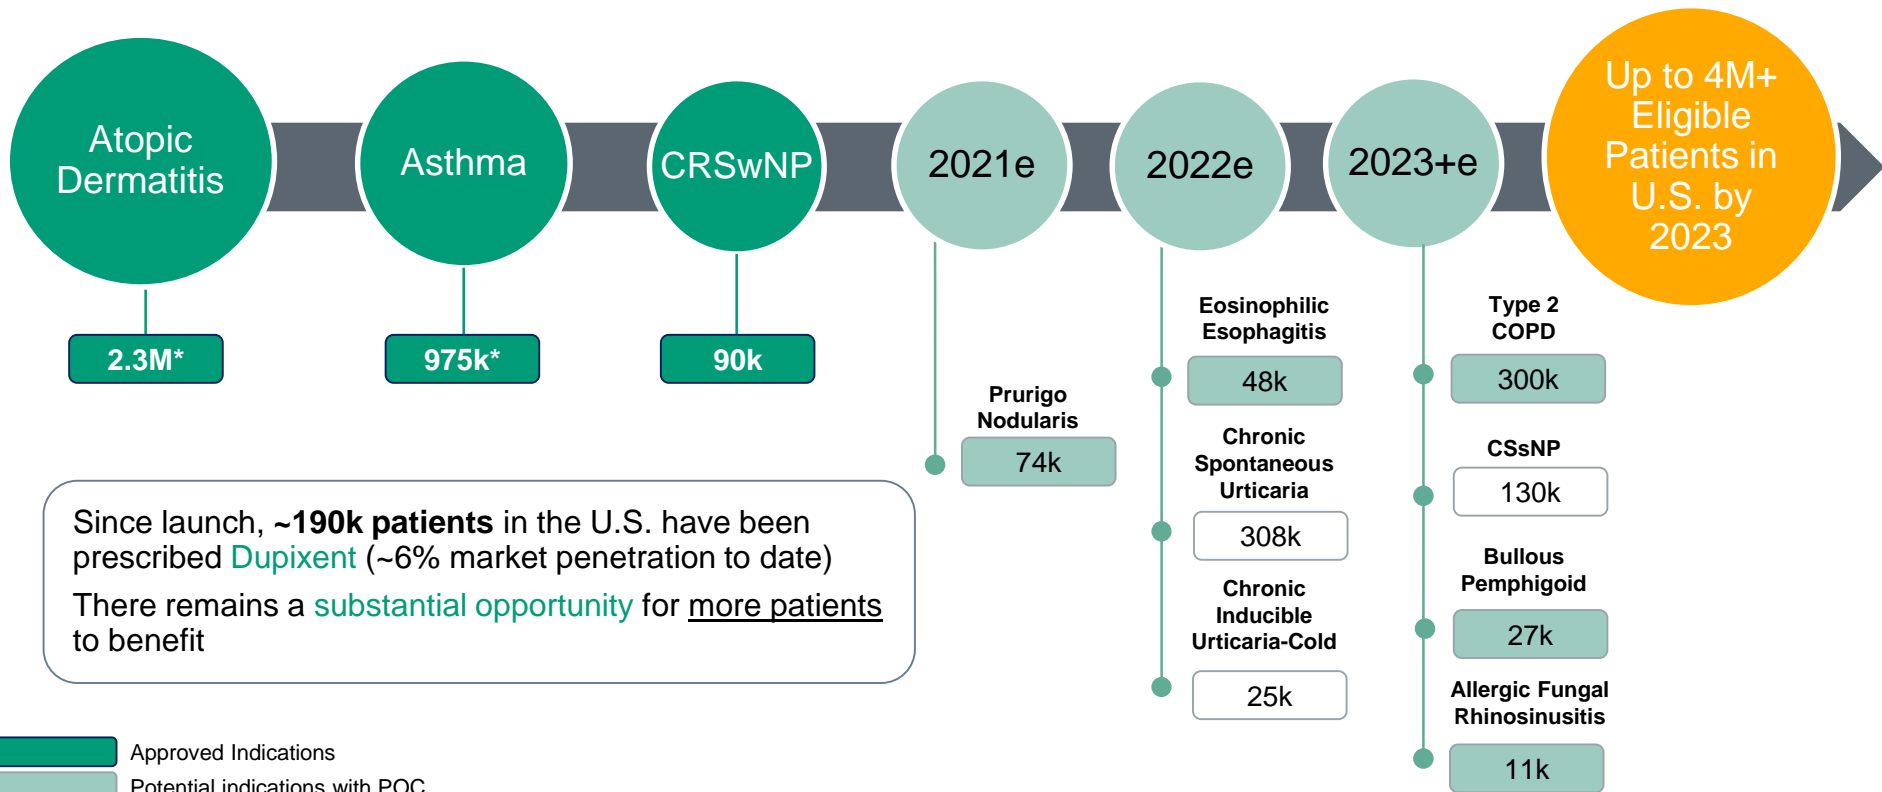 Atopic
Dermatitis
Asthma
CRSwNP
2021e
2022e
2023+e
Up to 4M+
Eligible
Patients in
U.S. by
2023
2.3M*
975k*
90k
Prurigo
Nodularis
74k
Eosinophilic
Esophagitis
48k
Chronic
Spontaneous
Urticaria
308k
Chronic
Inducible
Urticaria-Cold
25k
Type 2
COPD
300k
CSsNP
130k
Bullous
Pemphigoid
27k
Allergic Fungal
Rhinosinusitis
11k
Since launch, ~190k patients in the U.S. have been
prescribed Dupixent (~6% market penetration to date)
There remains a substantial opportunity for more patients
to benefit
Approved Indications
Potential indications with POC